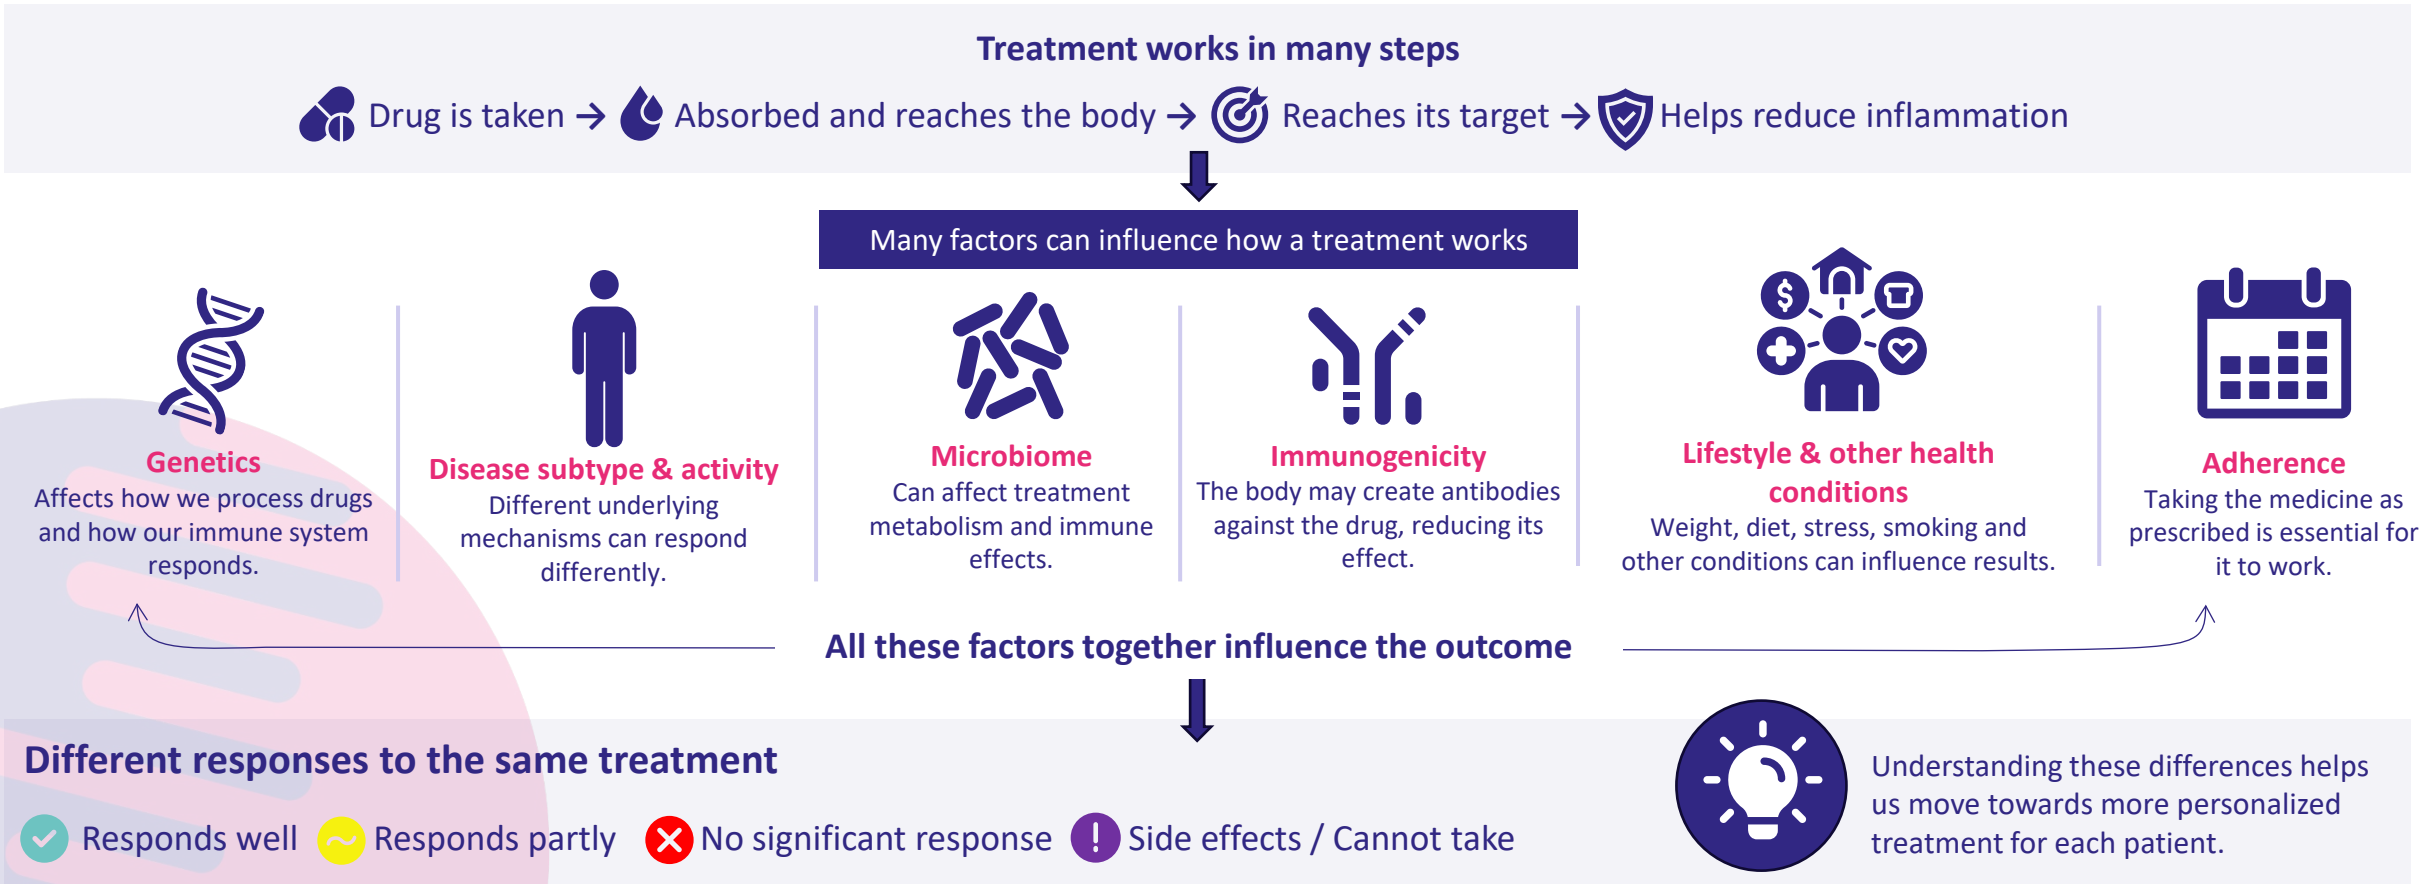 Treatment works in many steps
Drug is taken → Absorbed and reaches the body → Reaches its target → Helps reduce inflammation
Many factors can influence how a treatment works
Genetics
Affects how we process drugs
and how our immune system
responds.
Disease subtype & activity
Different underlying
mechanisms can respond
differently.
Microbiome
Can affect treatment
metabolism and immune
effects.
Immunogenicity
The body may create antibodies
against the drug, reducing its
effect.
Lifestyle & other health
conditions
Weight, diet, stress, smoking and
other conditions can influence results.
Adherence
Taking the medicine as
prescribed is essential for
it to work.
All these factors together influence the outcome
Different responses to the same treatment
Responds well
Responds partly
No significant response
Side effects / Cannot take
Understanding these differences helps
us move towards more personalized
treatment for each patient.